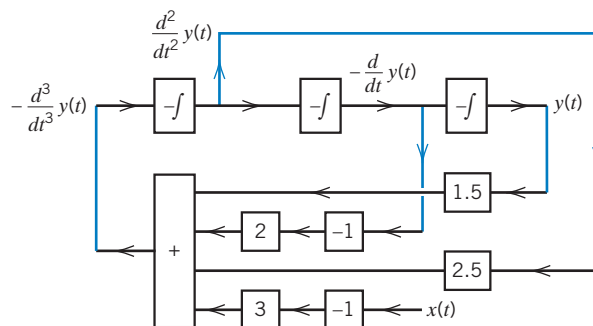 d²/dt² y(t)
− d/dt y(t)
− d³/dt³ y(t)
−∫ −∫ −∫ y(t)
1.5
2 −1
+
2.5
3 −1 x(t)